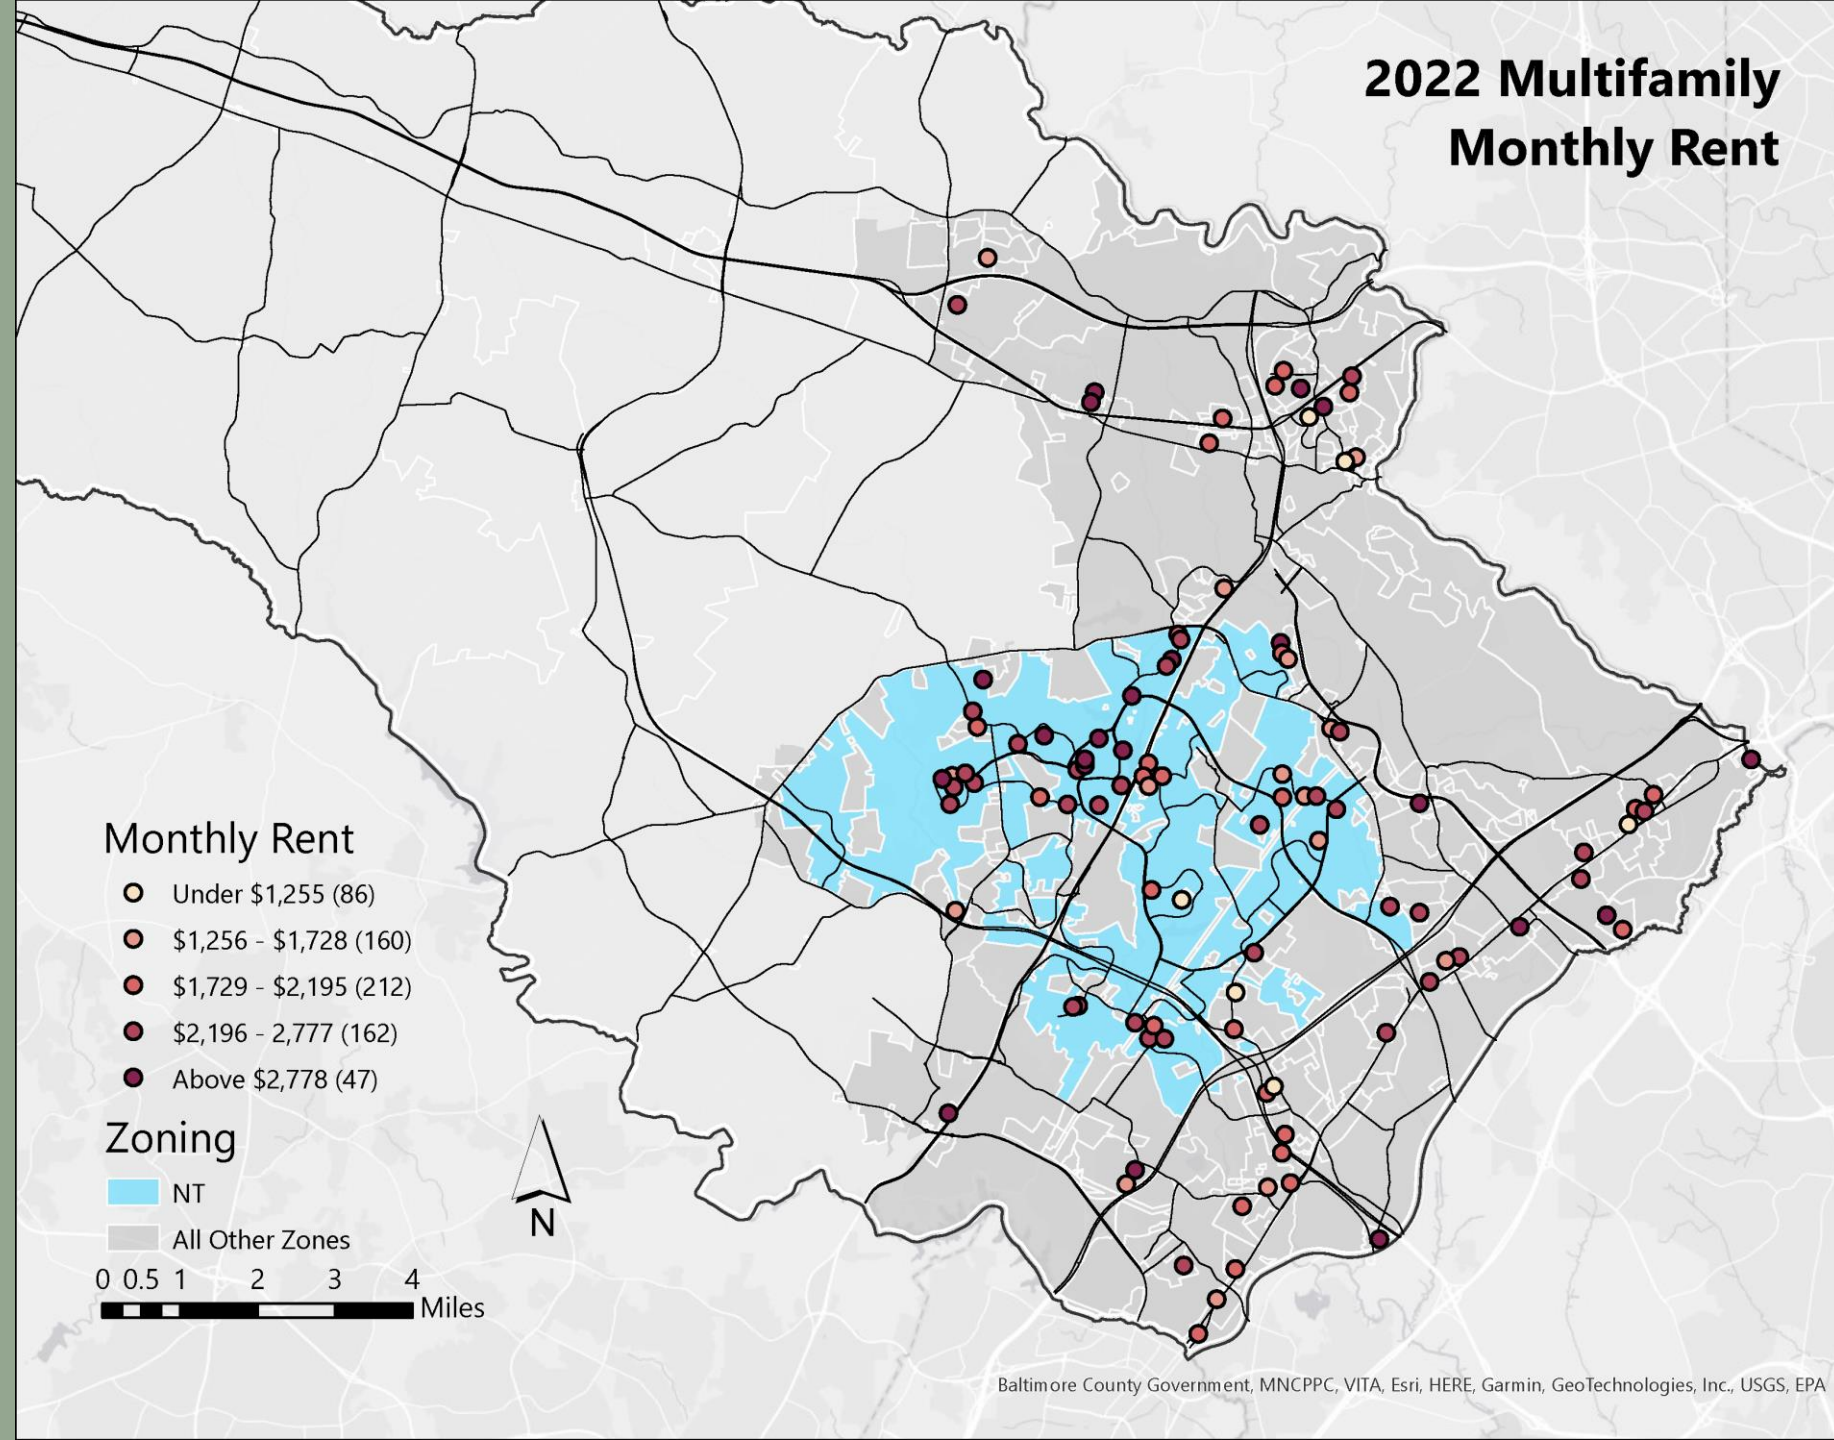 2022 Multifamily
Monthly Rent
Monthly Rent
Under $1,255 (86)
$1,256 - $1,728 (160)
$1,729 - $2,195 (212)
$2,196 - 2,777 (162)
Above $2,778 (47)
Zoning
NT
All Other Zones
N
0 0.5 1 2 3 4
Miles
Baltimore County Government, MNCPPC, VITA, Esri, HERE, Garmin, GeoTechnologies, Inc., USGS, EPA